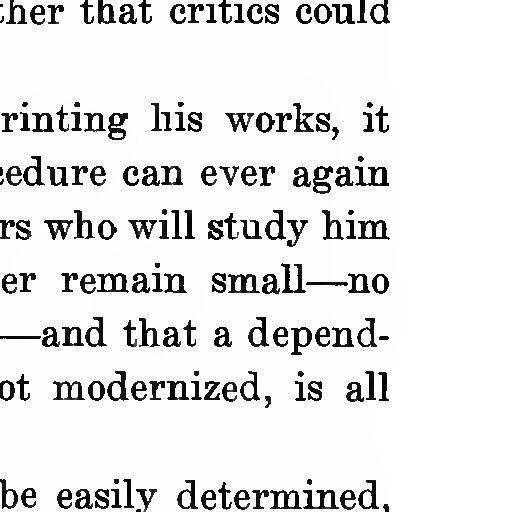 ther that critics could
rinting his works, it
cedure can ever again
rs who will study him
er remain small—no
—and that a depend-
ot modernized, is all
be easily determined,